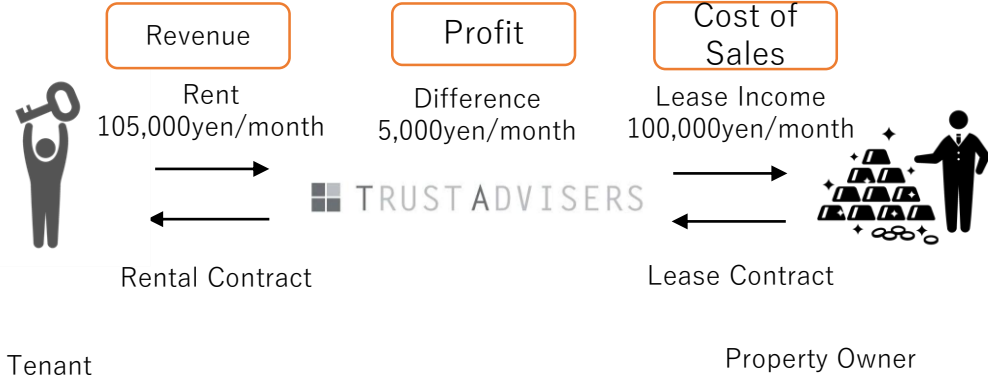 Revenue
Profit
Cost of
Sales
Rent
105,000yen/month
Difference
5,000yen/month
Lease Income
100,000yen/month
TRUST ADVISERS
Rental Contract
Lease Contract
Tenant
Property Owner